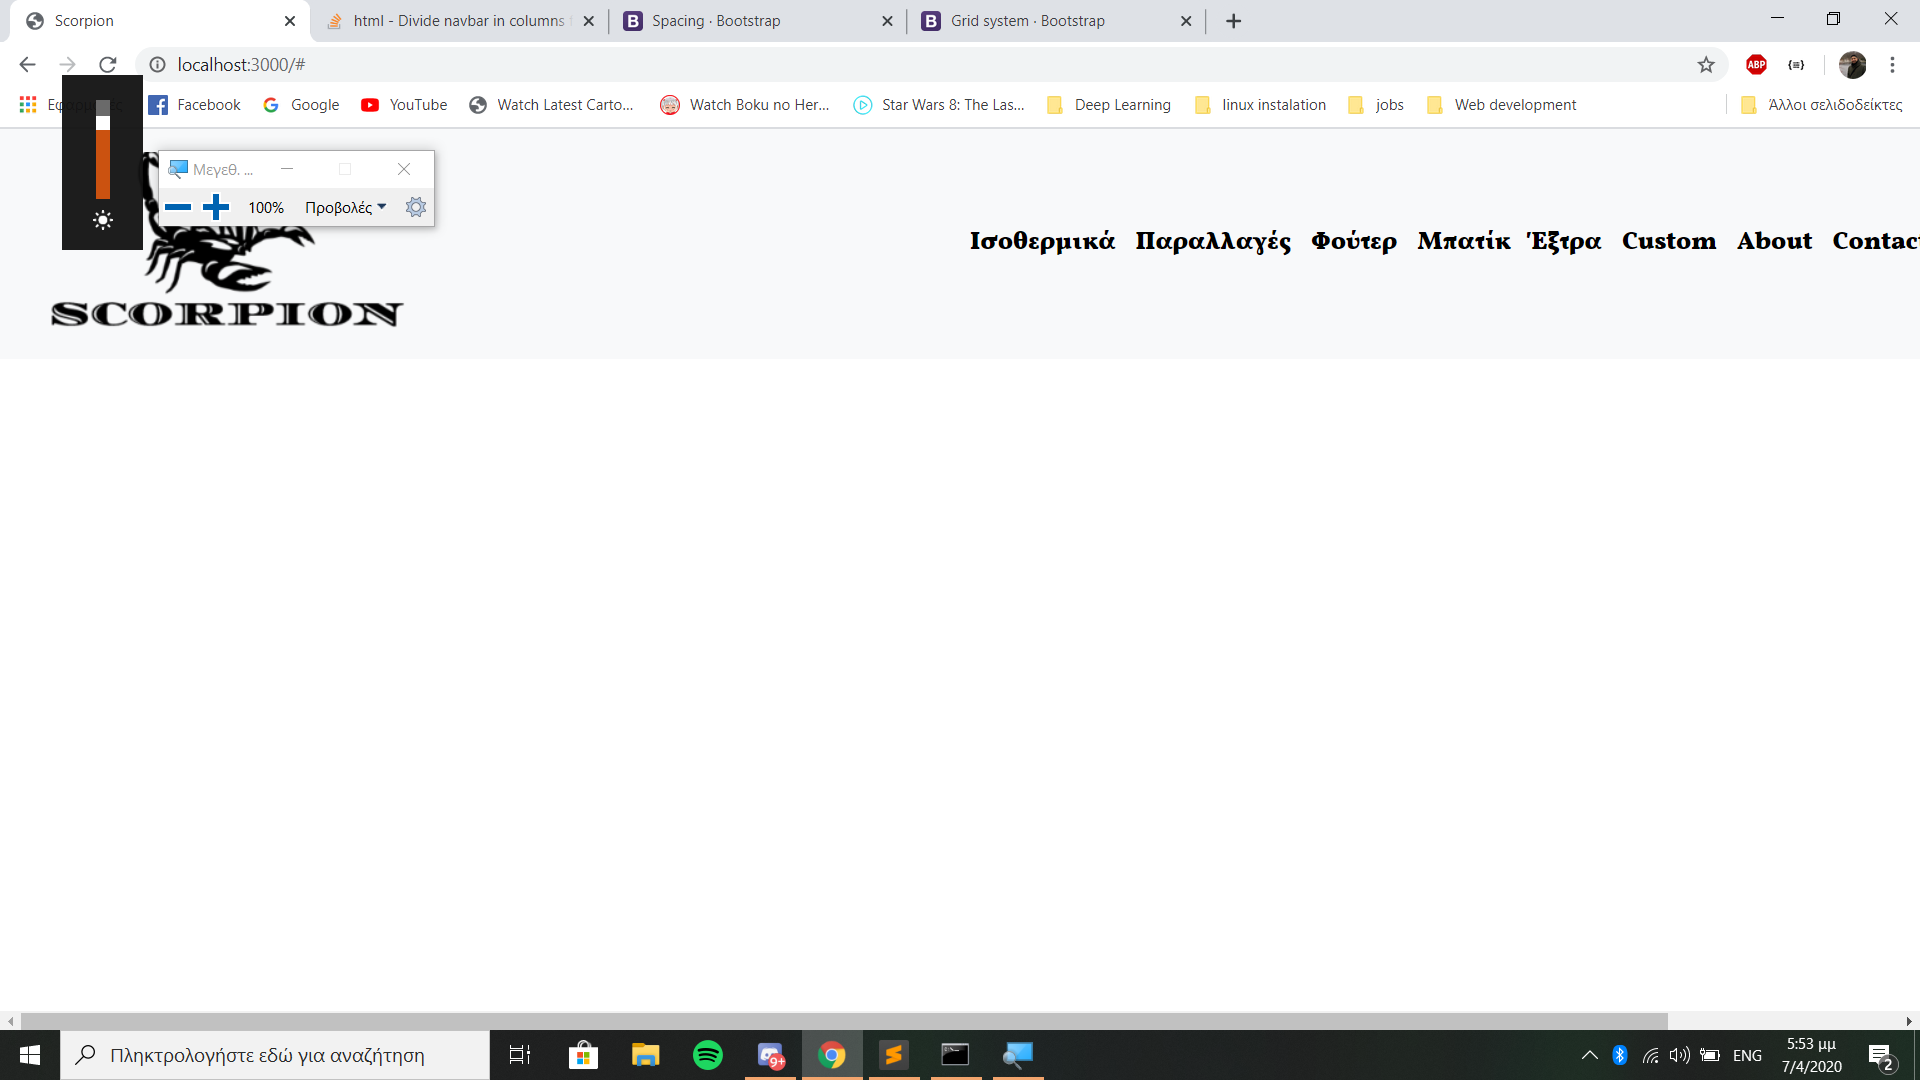 Scorpion
html - Divide navbar in columns
Spacing · Bootstrap
Grid system · Bootstrap
localhost:3000/#
ABP
Facebook
Google
YouTube
Watch Latest Carto...
Watch Boku no Her...
Star Wars 8: The Las...
Deep Learning
linux instalation
jobs
Web development
Άλλοι σελιδοδείκτες
Μεγεθ. ...
100%
Προβολές
SCORPION
Ισοθερμικά Παραλλαγές Φούτερ Μπατίκ Έξτρα Custom About Contac
Πληκτρολογήστε εδώ για αναζήτηση
9+
ENG
5:53 μμ
7/4/2020
2